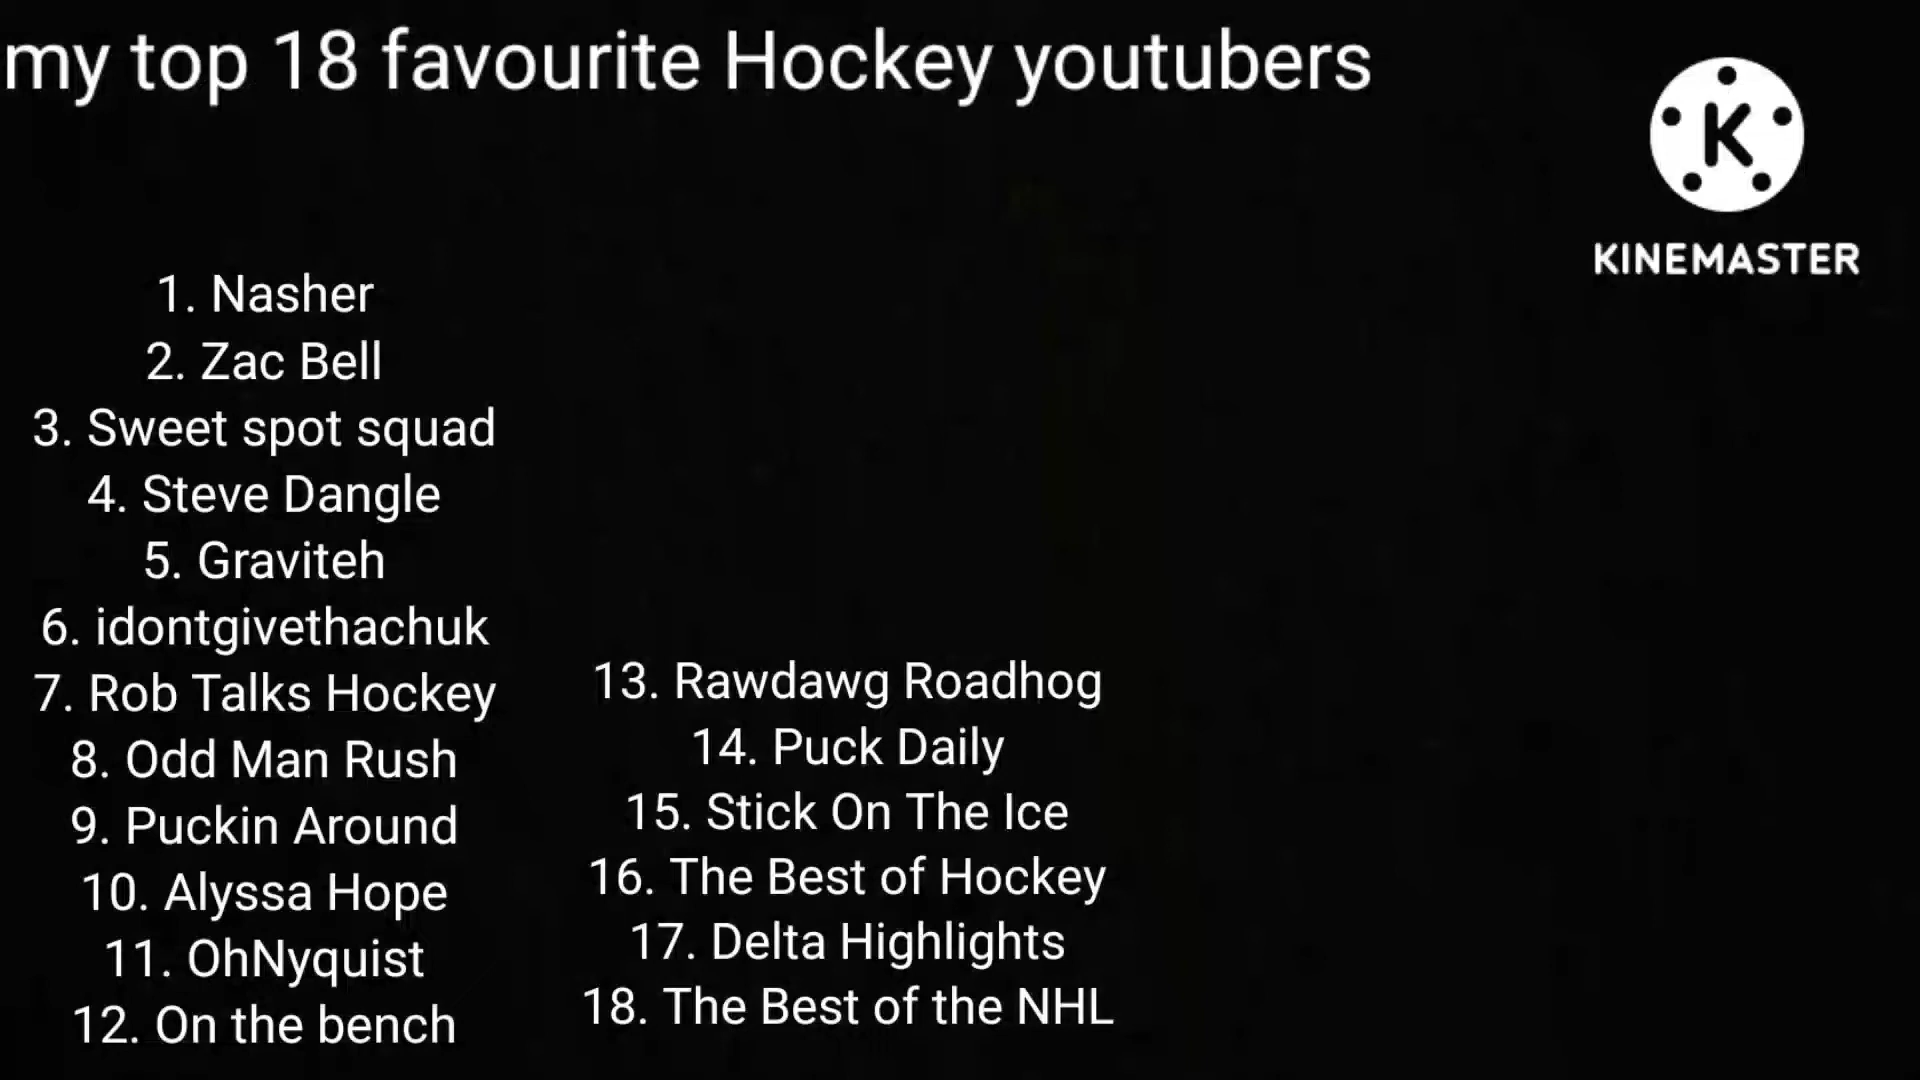 my top 18 favourite Hockey youtubers
K
KINEMASTER
1. Nasher
2. Zac Bell
3. Sweet spot squad
4. Steve Dangle
5. Graviteh
6. idontgivethachuk
7. Rob Talks Hockey
8. Odd Man Rush
9. Puckin Around
10. Alyssa Hope
11. OhNyquist
12. On the bench
13. Rawdawg Roadhog
14. Puck Daily
15. Stick On The Ice
16. The Best of Hockey
17. Delta Highlights
18. The Best of the NHL